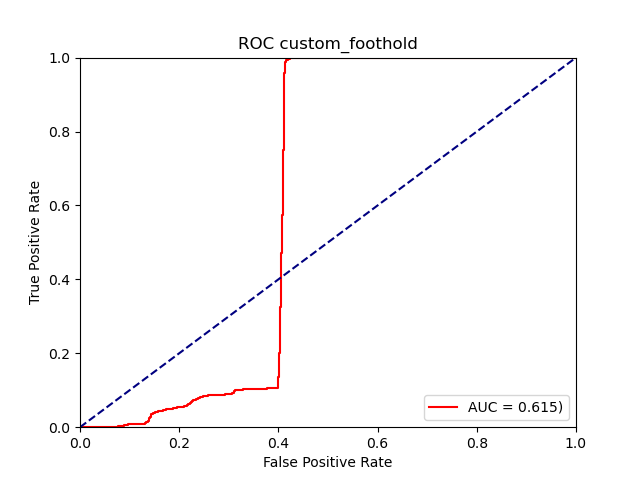 ROC custom_foothold
True Positive Rate
1.0
0.8
0.6
0.4
0.2
0.0
AUC = 0.615)
0.0 0.2 0.4 0.6 0.8 1.0
False Positive Rate